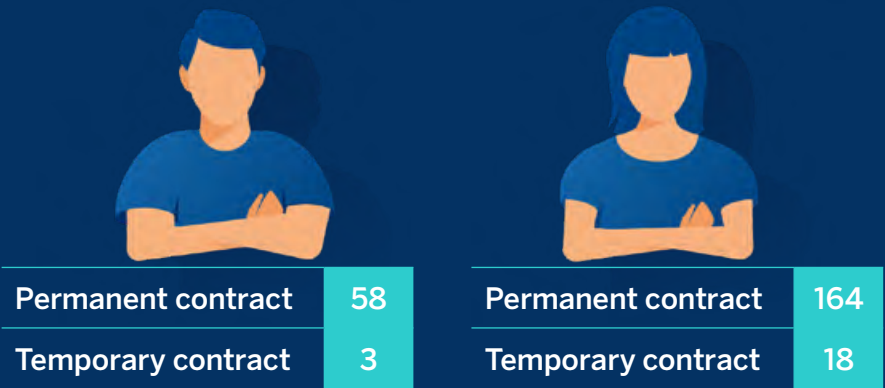 Permanent contract 58
Temporary contract 3
Permanent contract 164
Temporary contract 18